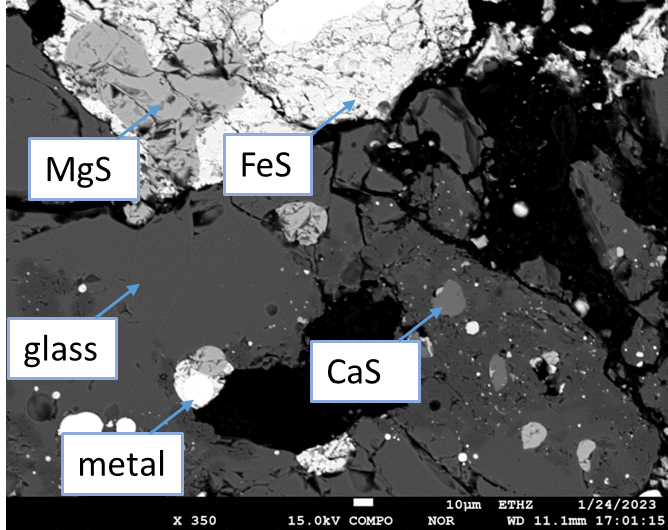 MgS
FeS
glass
CaS
metal
10μm ETHZ 1/24/2023
X 350 15.0kV COMPO NOR WD 11.1mm 17:01:15